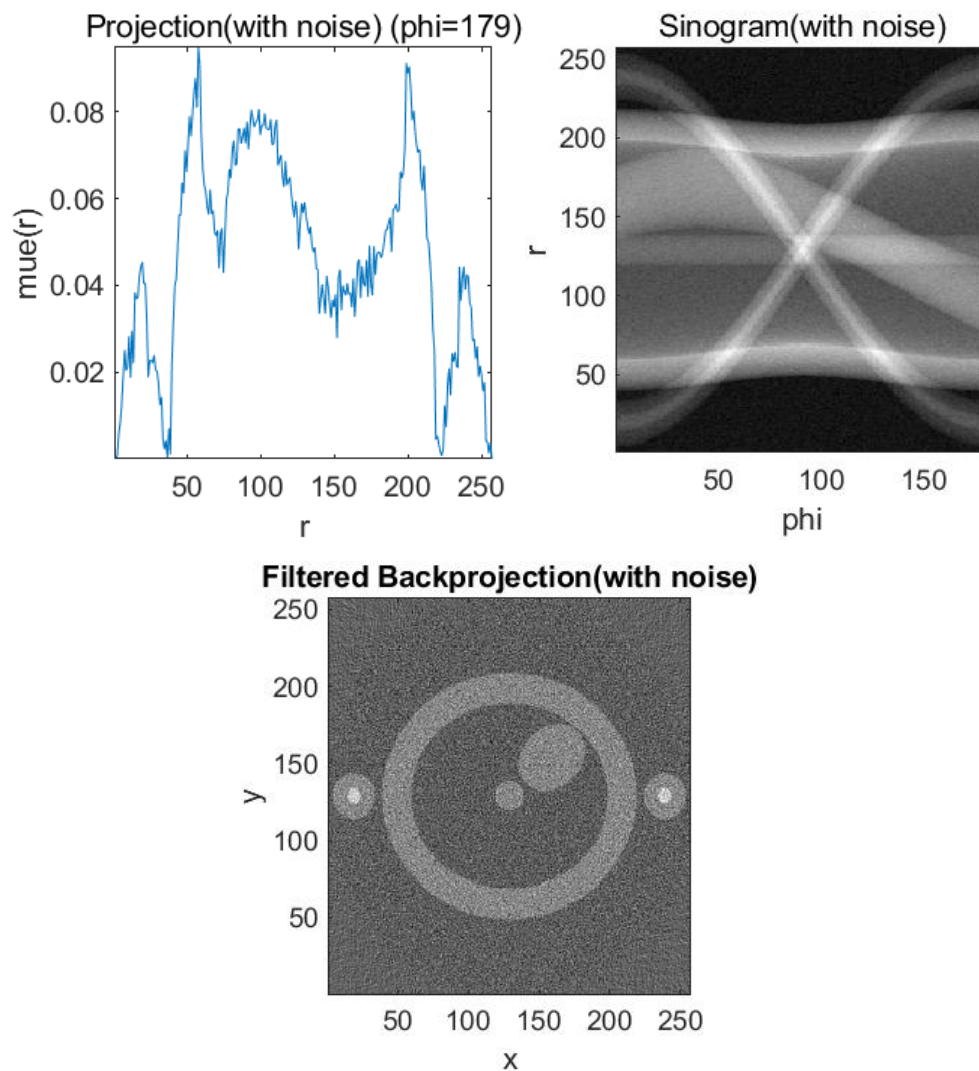 Projection(with noise) (phi=179)
0.08
0.06
0.04
0.02
mue(r)
50 100 150 200 250
r
Sinogram(with noise)
250
200
150
100
50
r
50 100 150
phi
Filtered Backprojection(with noise)
250
200
150
100
50
y
50 100 150 200 250
x